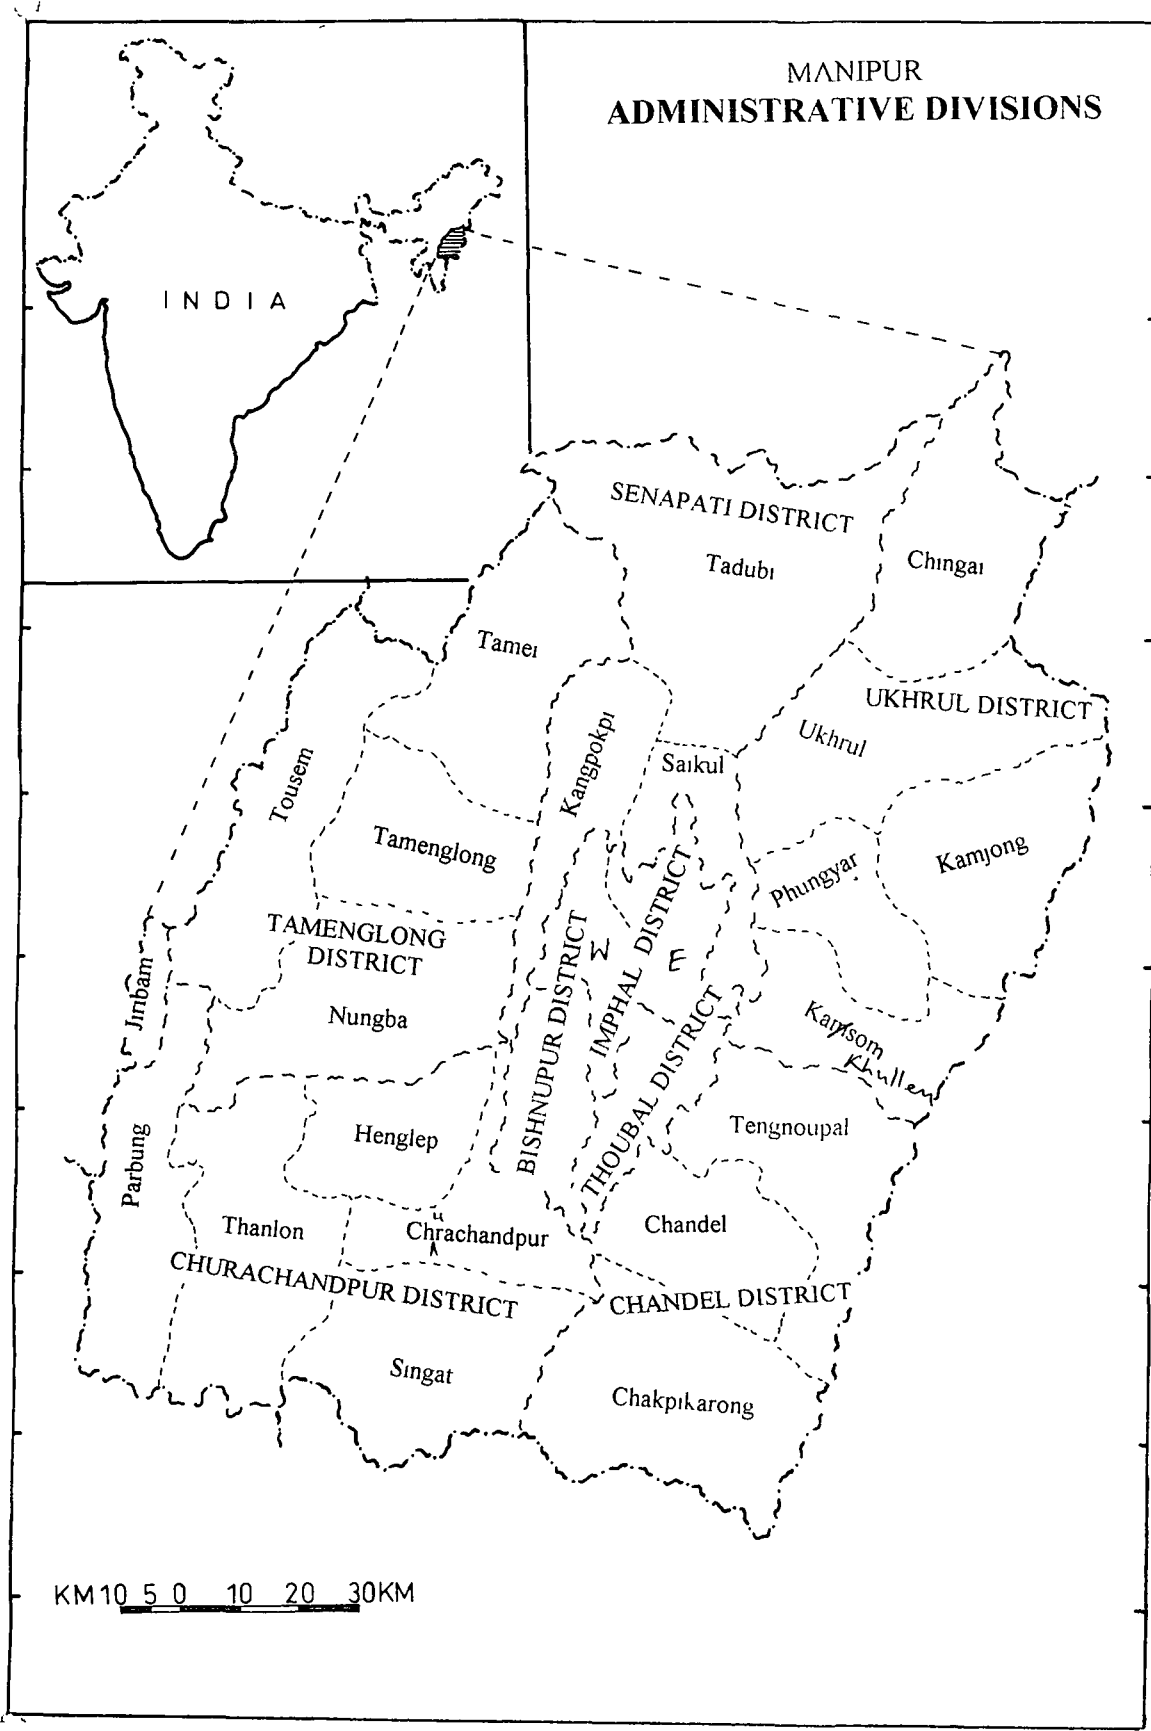 MANIPUR
ADMINISTRATIVE DIVISIONS
INDIA
SENAPATI DISTRICT
Tadubi
Chingai
Tamei
UKHRUL DISTRICT
Ukhrul
Kangpokpi
Saikul
Tousem
Tamenglong
Phungyar
Kamjong
TAMENGLONG
DISTRICT
W
E
IMPHAL DISTRICT
BISHNUPUR DISTRICT
THOUBAL DISTRICT
Jiribam
Nungba
Kamsom
Khullen
Parbung
Henglep
Tengnoupal
Thanlon
u
Chrachandpur
Chandel
CHURACHANDPUR DISTRICT
CHANDEL DISTRICT
Singat
Chakpikarong
KM 10 5 0 10 20 30KM